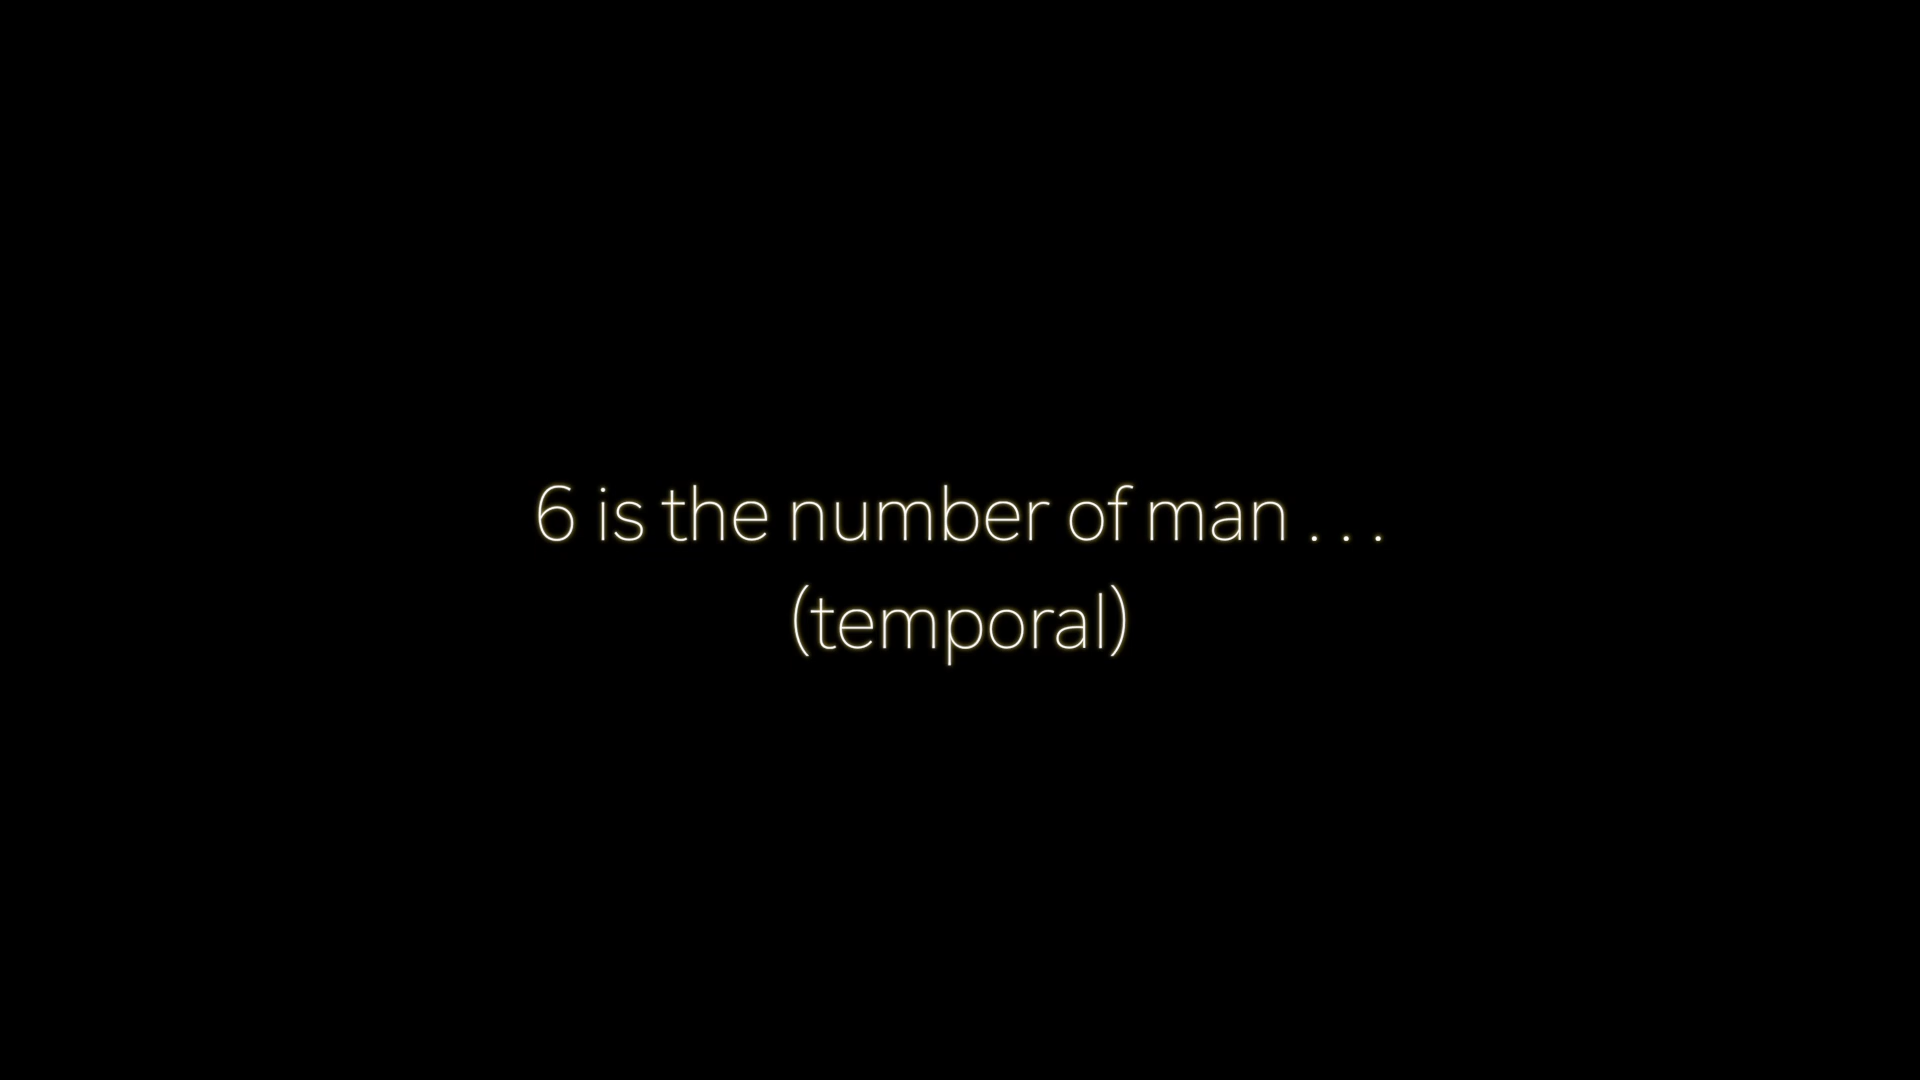 6 is the number of man . . .
(temporal)